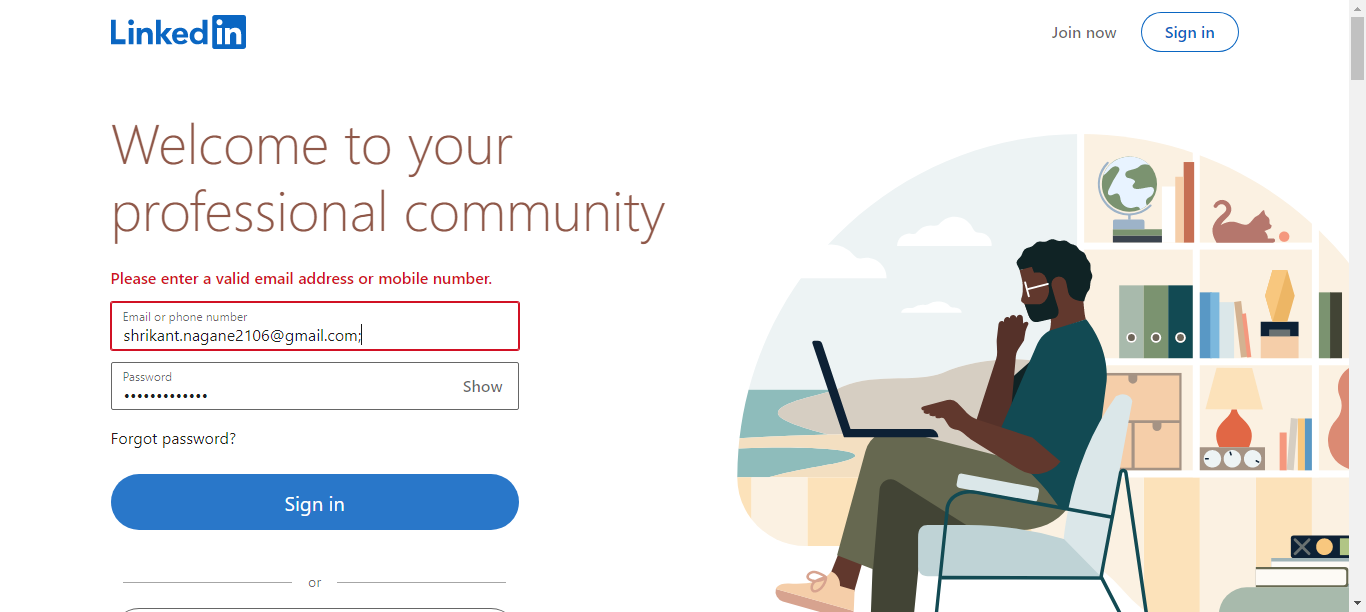 Linkedin
Join now
Sign in
Welcome to your
professional community
Please enter a valid email address or mobile number.
Email or phone number
shrikant.nagane2106@gmail.com;
Password
•••••••••••••
Show
Forgot password?
Sign in
or